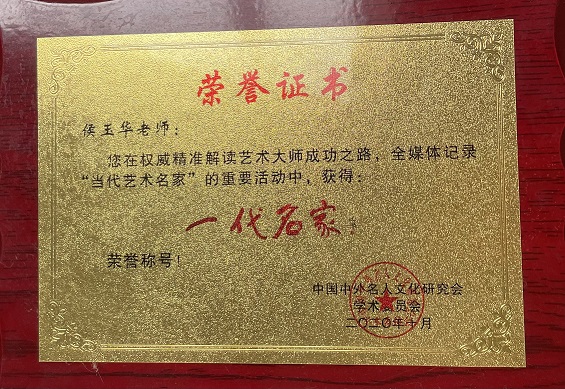 荣誉证书
侯玉华老师：
您在权威精准解读艺术大师成功之路，全媒体记录
“当代艺术名家”的重要活动中，获得：
一代名家
荣誉称号！
中国中外名人文化研究会
学术委员会
二〇二〇年十月